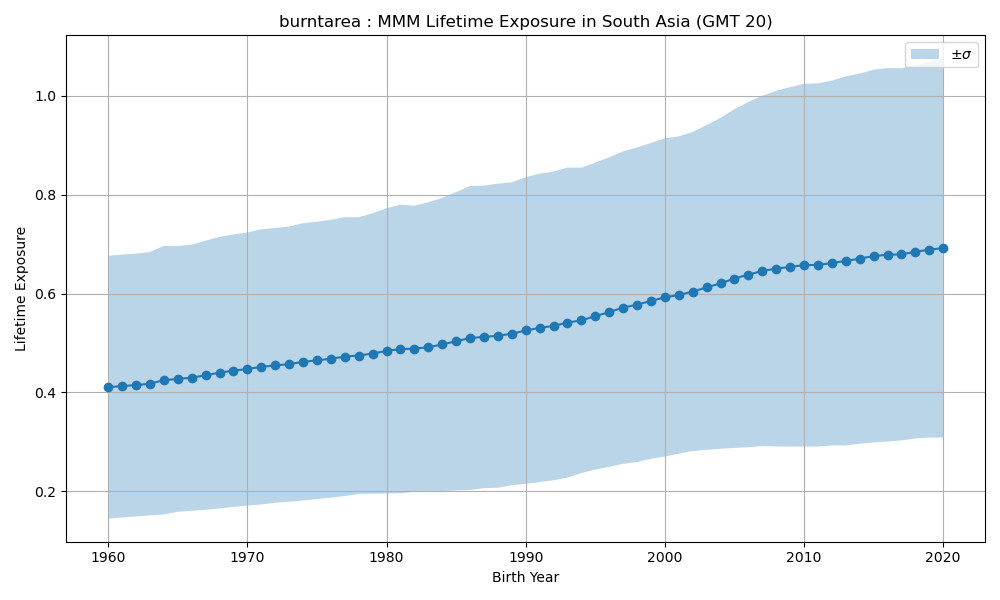 burntarea : MMM Lifetime Exposure in South Asia (GMT 20)
±σ
Lifetime Exposure
1.0
0.8
0.6
0.4
0.2
1960 1970 1980 1990 2000 2010 2020
Birth Year